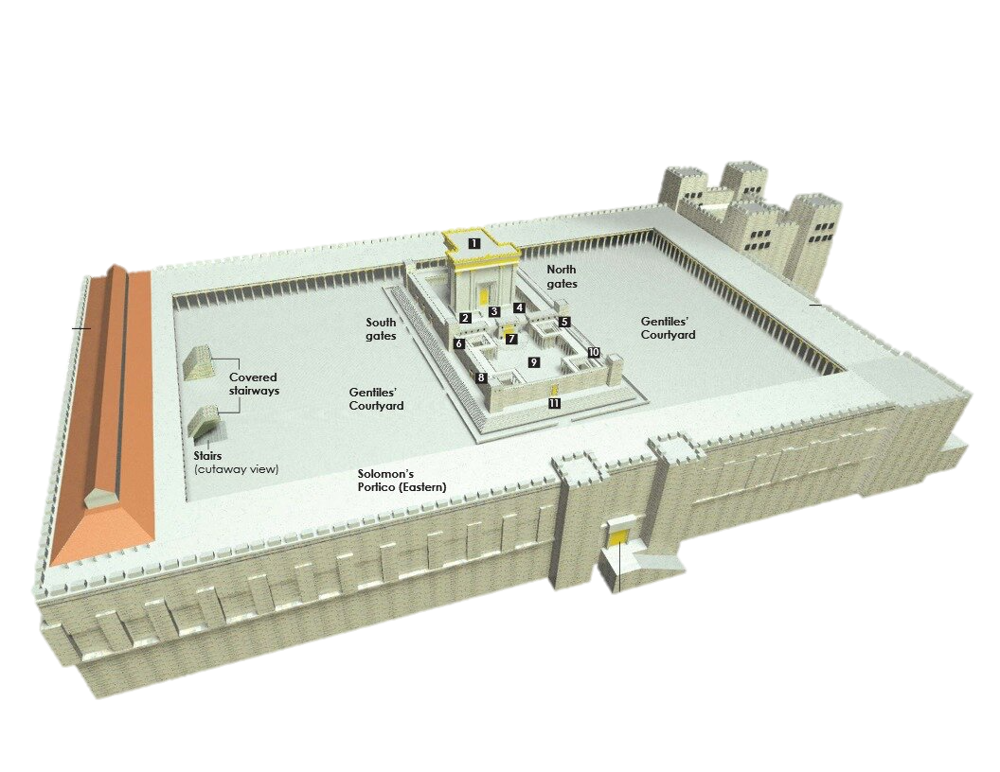 1
North
gates
2
3
4
5
South
gates
Gentiles'
Courtyard
6
7
10
9
8
Covered
stairways
Gentiles'
Courtyard
11
Stairs
(cutaway view)
Solomon's
Portico (Eastern)